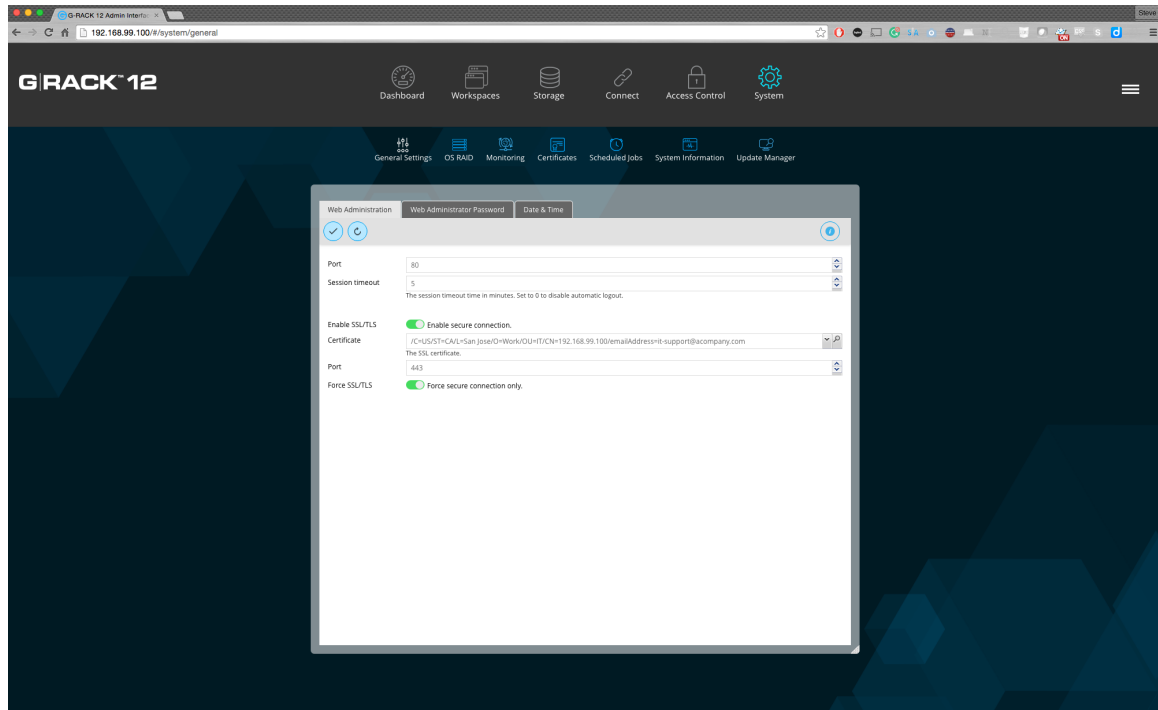 G-RACK 12 Admin Interfac
Steve
192.168.99.100/#/system/general
G|RACK™ 12
Dashboard Workspaces Storage Connect Access Control System
General Settings OS RAID Monitoring Certificates Scheduled Jobs System Information Update Manager
Web Administration Web Administrator Password Date & Time
Port 80
Session timeout 5
The session timeout time in minutes. Set to 0 to disable automatic logout.
Enable SSL/TLS Enable secure connection.
Certificate /C=US/ST=CA/L=San Jose/O=Work/OU=IT/CN=192.168.99.100/emailAddress=it-support@acompany.com
The SSL certificate.
Port 443
Force SSL/TLS Force secure connection only.